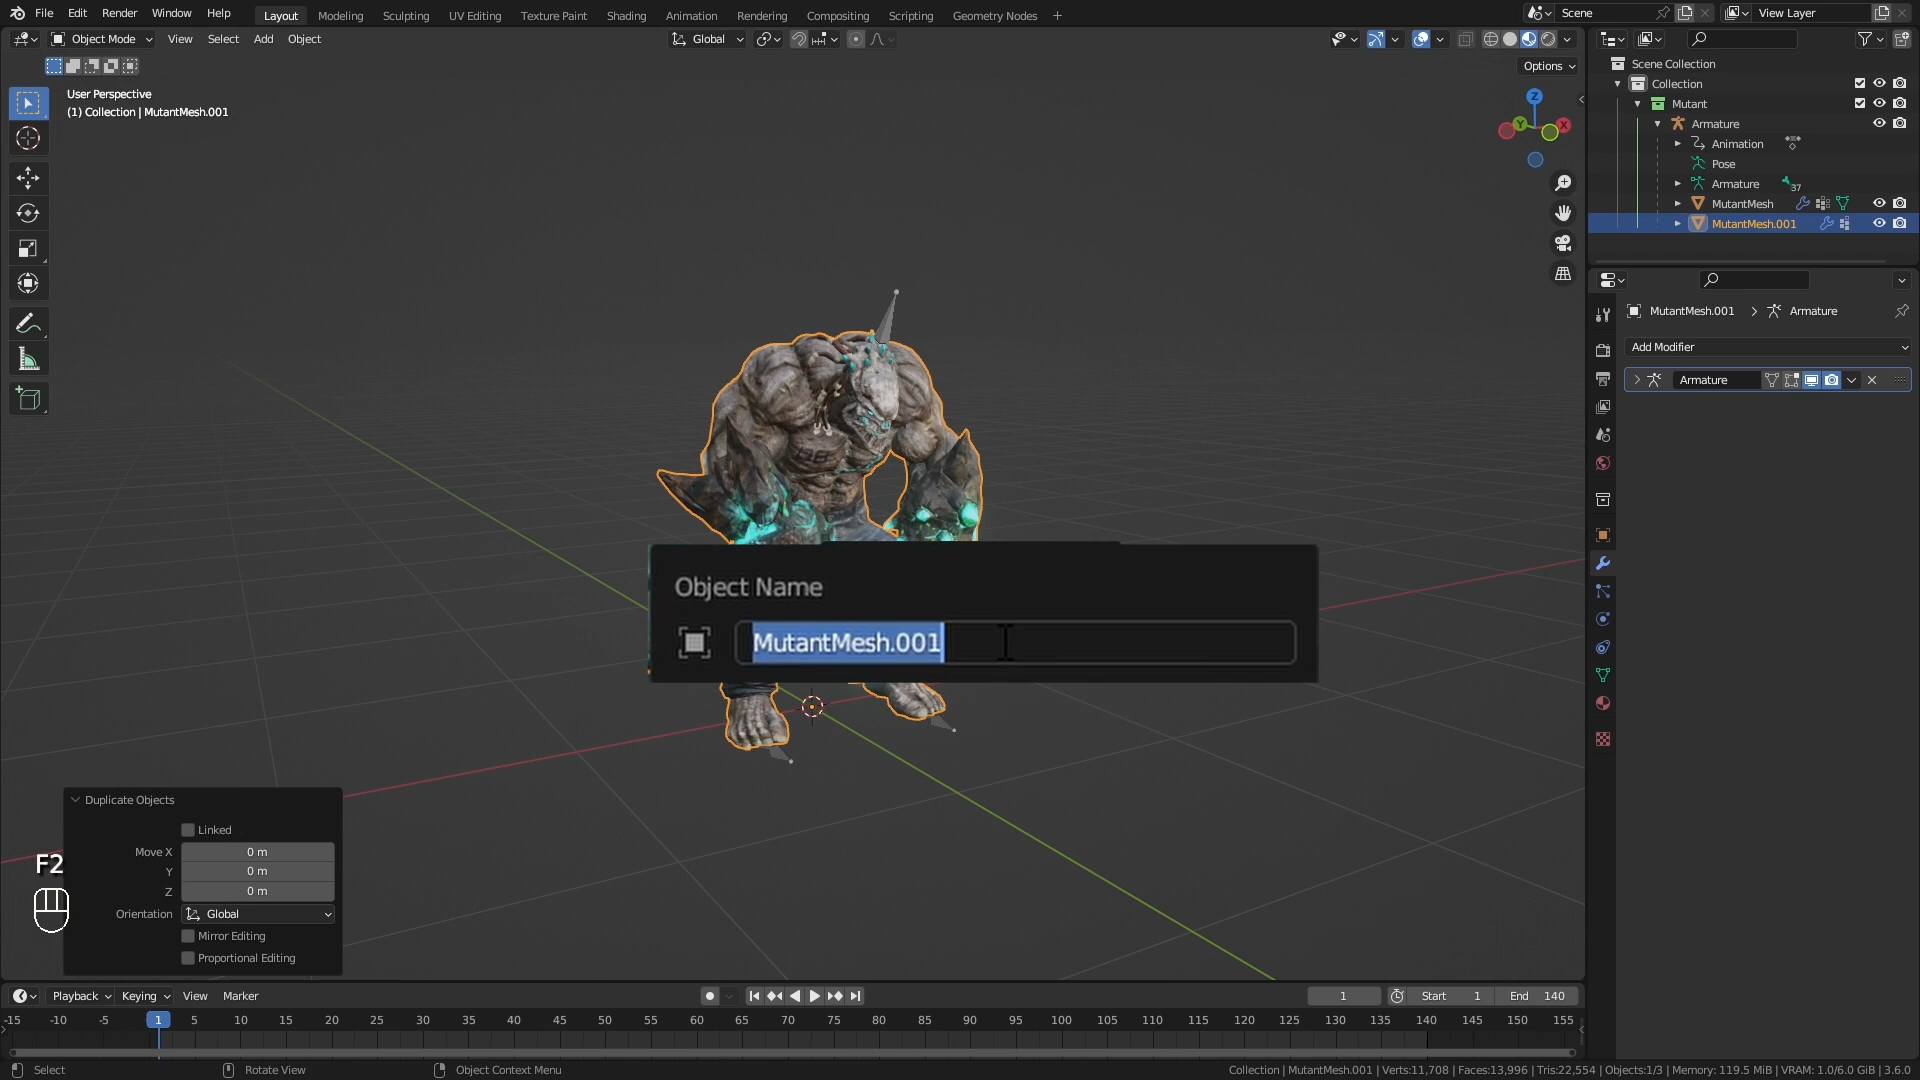 File Edit Render Window Help Layout Modeling Sculpting UV Editing Texture Paint Shading Animation Rendering Compositing Scripting Geometry Nodes + Scene View Layer
Object Mode View Select Add Object Global
Options
User Perspective
(1) Collection | MutantMesh.001
Z
Y
X
Scene Collection
Collection
Mutant
Armature
Animation
Pose
Armature 37
MutantMesh
MutantMesh.001
MutantMesh.001 > Armature
Add Modifier
Armature
Object Name
MutantMesh.001
Duplicate Objects
Linked
Move X 0 m
Y 0 m
Z 0 m
Orientation Global
Mirror Editing
Proportional Editing
F2
Playback Keying View Marker 1 Start 1 End 140
-15 -10 -5 1 5 10 15 20 25 30 35 40 45 50 55 60 65 70 75 80 85 90 95 100 105 110 115 120 125 130 135 140 145 150 155
Select Rotate View Object Context Menu Collection | MutantMesh.001 | Verts:11,708 | Faces:13,996 | Tris:22,554 | Objects:1/3 | Memory: 119.5 MiB | VRAM: 1.0/6.0 GiB | 3.6.0